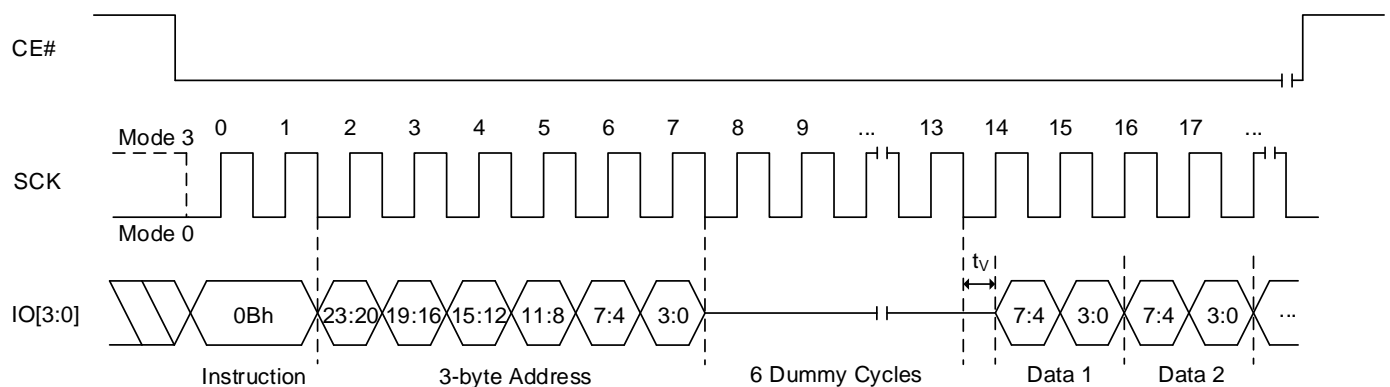 CE#
0 1 2 3 4 5 6 7 8 9 ... 13 14 15 16 17 ...
Mode 3
SCK
Mode 0
tV
IO[3:0] 0Bh 23:20 19:16 15:12 11:8 7:4 3:0 7:4 3:0 7:4 3:0 ...
Instruction 3-byte Address 6 Dummy Cycles Data 1 Data 2